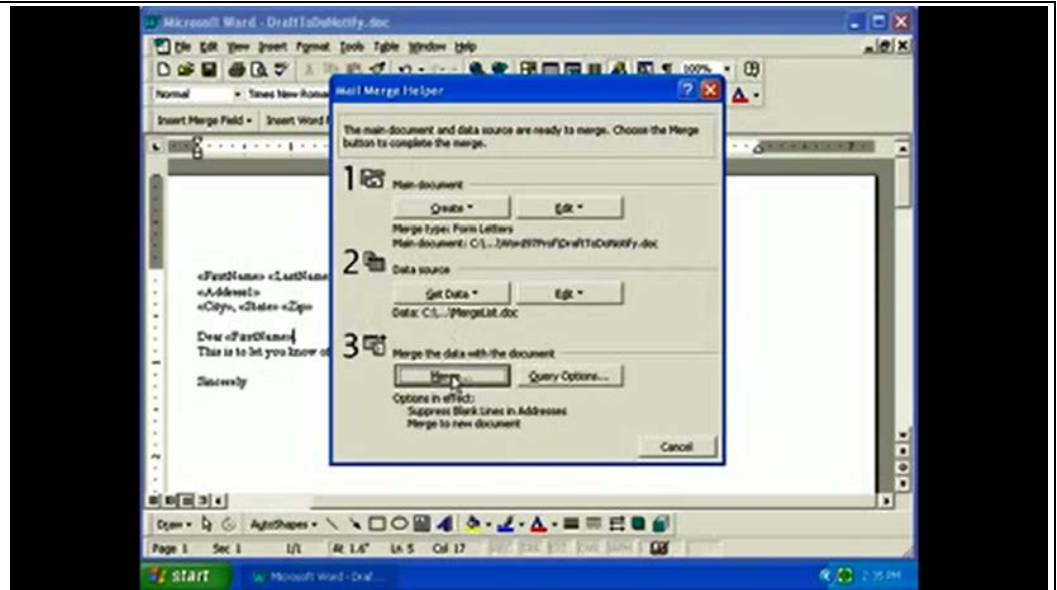 Microsoft Word - DraftToDoNotify.doc
File Edit View Insert Format Tools Table Window Help
100%
Normal Times New Roma
Insert Merge Field Insert Word
Mail Merge Helper
The main document and data source are ready to merge. Choose the Merge
button to complete the merge.
1 Main document
Create Edit
Merge type: Form Letters
Main document: C:\...\Word97Prof\DraftToDoNotify.doc
2 Data source
Get Data Edit
Data: C:\...\MergeList.doc
3 Merge the data with the document
Merge... Query Options...
Options in effect:
Suppress Blank Lines in Addresses
Merge to new document
Cancel
«FirstName» «LastName
«Address1»
«City», «State» «Zip»
Dear «FirstName»
This is to let you know of
Sincerely
Draw AutoShapes
Page 1 Sec 1 1/1 At 1.6" Ln 5 Col 17
start Microsoft Word - Draf... 2:35 PM